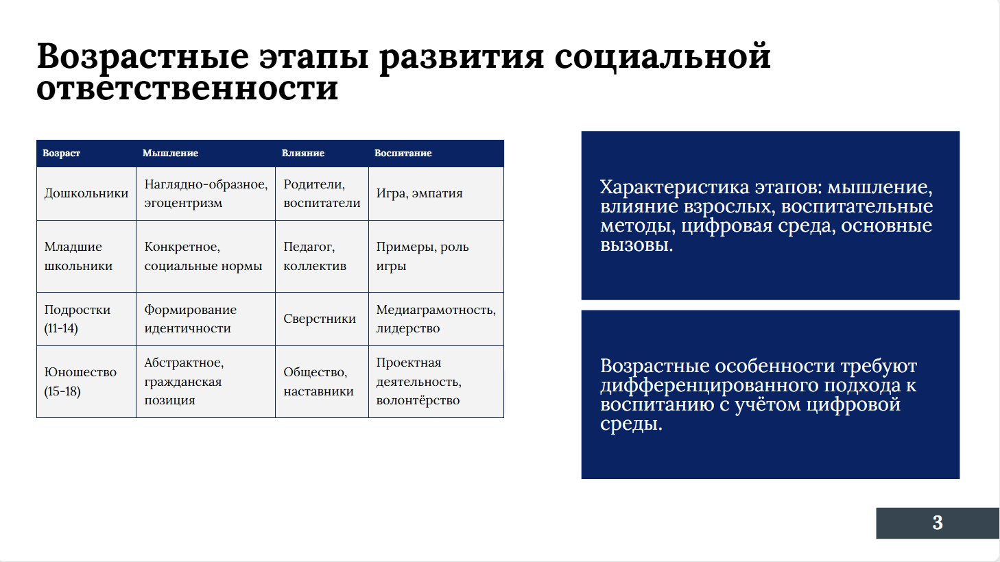 Возрастные этапы развития социальной
ответственности
Возраст Мышление Влияние Воспитание
Дошкольники
Наглядно-образное,
эгоцентризм
Родители,
воспитатели
Игра, эмпатия
Младшие
школьники
Конкретное,
социальные нормы
Педагог,
коллектив
Примеры, роль
игры
Подростки
(11-14)
Формирование
идентичности
Сверстники
Медиаграмотность,
лидерство
Юношество
(15-18)
Абстрактное,
гражданская
позиция
Общество,
наставники
Проектная
деятельность,
волонтёрство
Характеристика этапов: мышление,
влияние взрослых, воспитательные
методы, цифровая среда, основные
вызовы.
Возрастные особенности требуют
дифференцированного подхода к
воспитанию с учётом цифровой
среды.
3